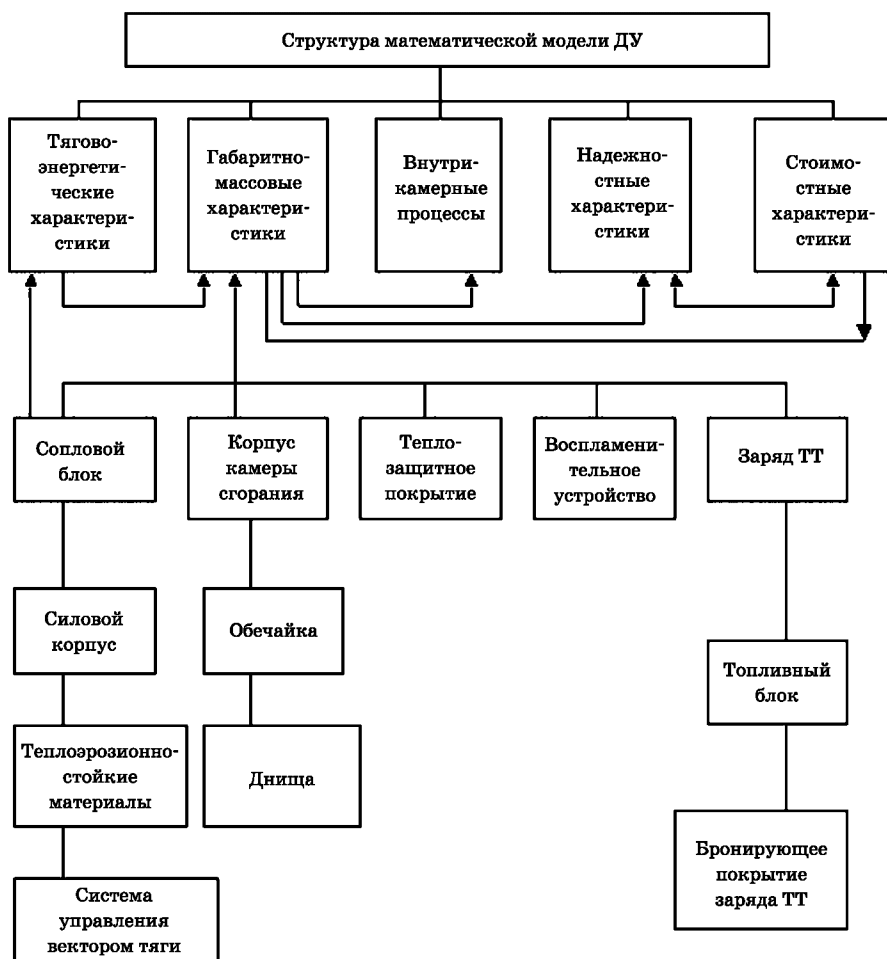 Структура математической модели ДУ
Тягово-
энергети-
ческие
характери-
стики
Габаритно-
массовые
характери-
стики
Внутри-
камерные
процессы
Надежно-
стные
характери-
стики
Стоимо-
стные
характери-
стики
Сопловой
блок
Корпус
камеры
сгорания
Тепло-
защитное
покрытие
Воспламени-
тельное
устройство
Заряд ТТ
Силовой
корпус
Обечайка
Топливный
блок
Теплоэрозионно-
стойкие
материалы
Днища
Бронирующее
покрытие
заряда ТТ
Система
управления
вектором тяги